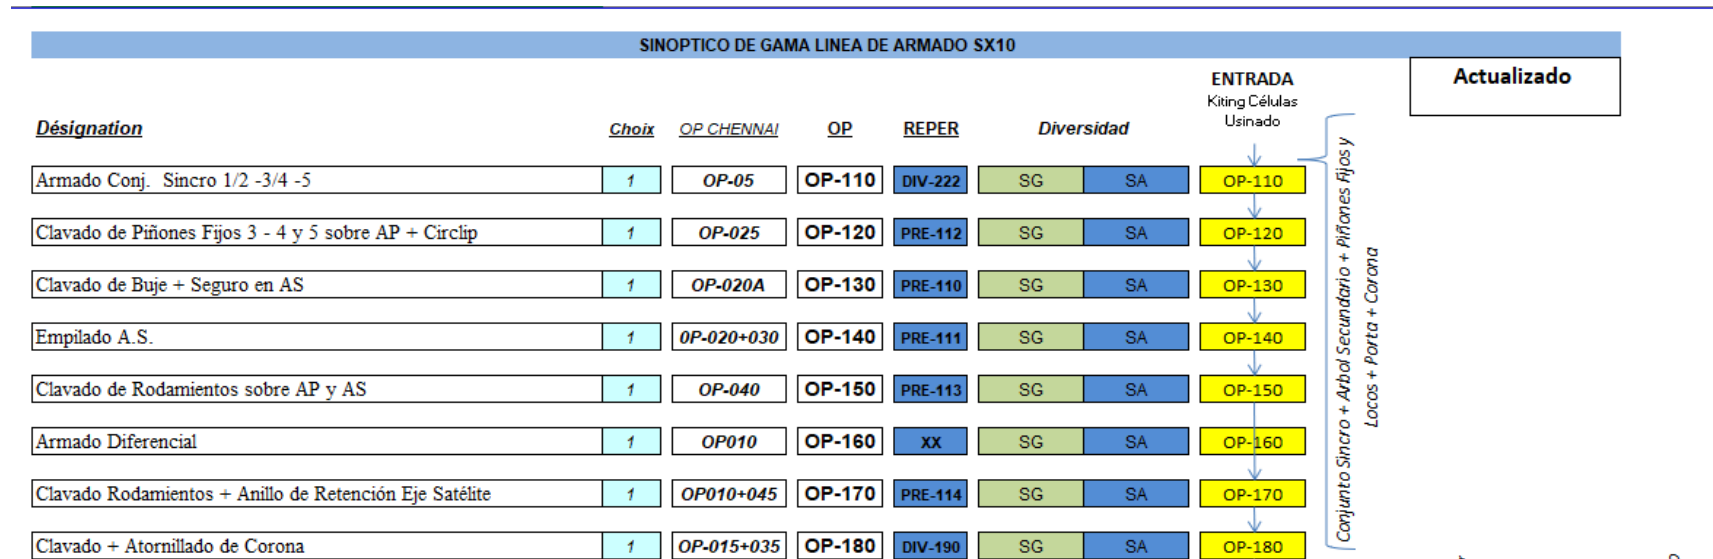 SINOPTICO DE GAMA LINEA DE ARMADO SX10
Actualizado
ENTRADA
Kiting Células
Usinado
Désignation Choix OP CHENNAI OP REPER Diversidad
Armado Conj. Sincro 1/2 -3/4 -5 1 OP-05 OP-110 DIV-222 SG SA OP-110
Clavado de Piñones Fijos 3 - 4 y 5 sobre AP + Circlip 1 OP-025 OP-120 PRE-112 SG SA OP-120
Clavado de Buje + Seguro en AS 1 OP-020A OP-130 PRE-110 SG SA OP-130
Empilado A.S. 1 0P-020+030 OP-140 PRE-111 SG SA OP-140
Clavado de Rodamientos sobre AP y AS 1 OP-040 OP-150 PRE-113 SG SA OP-150
Armado Diferencial 1 OP010 OP-160 XX SG SA OP-160
Clavado Rodamientos + Anillo de Retención Eje Satélite 1 OP010+045 OP-170 PRE-114 SG SA OP-170
Clavado + Atornillado de Corona 1 OP-015+035 OP-180 DIV-190 SG SA OP-180
Conjunto Sincro + Arbol Secundario + Piñones Fijos y
Locos + Porta + Corona